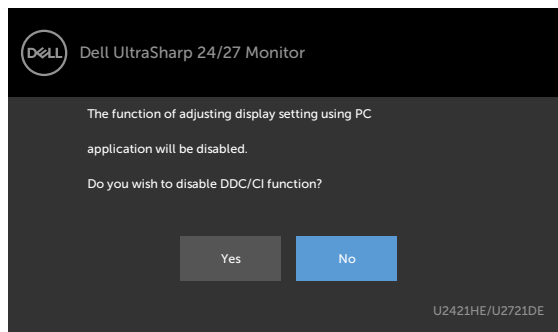 DELL
Dell UltraSharp 24/27 Monitor
The function of adjusting display setting using PC
application will be disabled.
Do you wish to disable DDC/CI function?
Yes
No
U2421HE/U2721DE